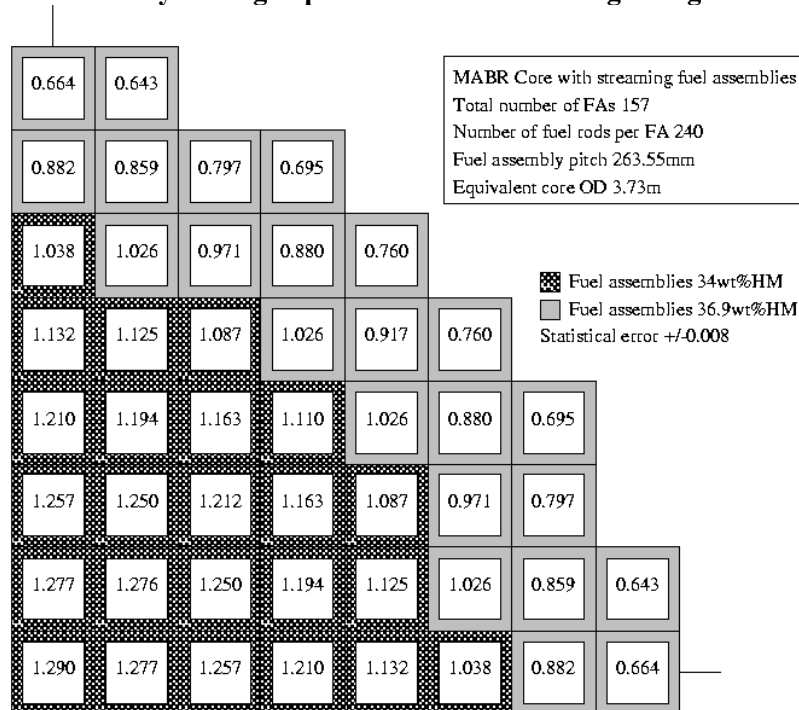 0.664 0.643
0.882 0.859 0.797 0.695
1.038 1.026 0.971 0.880 0.760
1.132 1.125 1.087 1.026 0.917 0.760
1.210 1.194 1.163 1.110 1.026 0.880 0.695
1.257 1.250 1.212 1.163 1.087 0.971 0.797
1.277 1.276 1.250 1.194 1.125 1.026 0.859 0.643
1.290 1.277 1.257 1.210 1.132 1.038 0.882 0.664
MABR Core with streaming fuel assemblies
Total number of FAs 157
Number of fuel rods per FA 240
Fuel assembly pitch 263.55mm
Equivalent core OD 3.73m
Fuel assemblies 34wt%HM
Fuel assemblies 36.9wt%HM
Statistical error +/-0.008